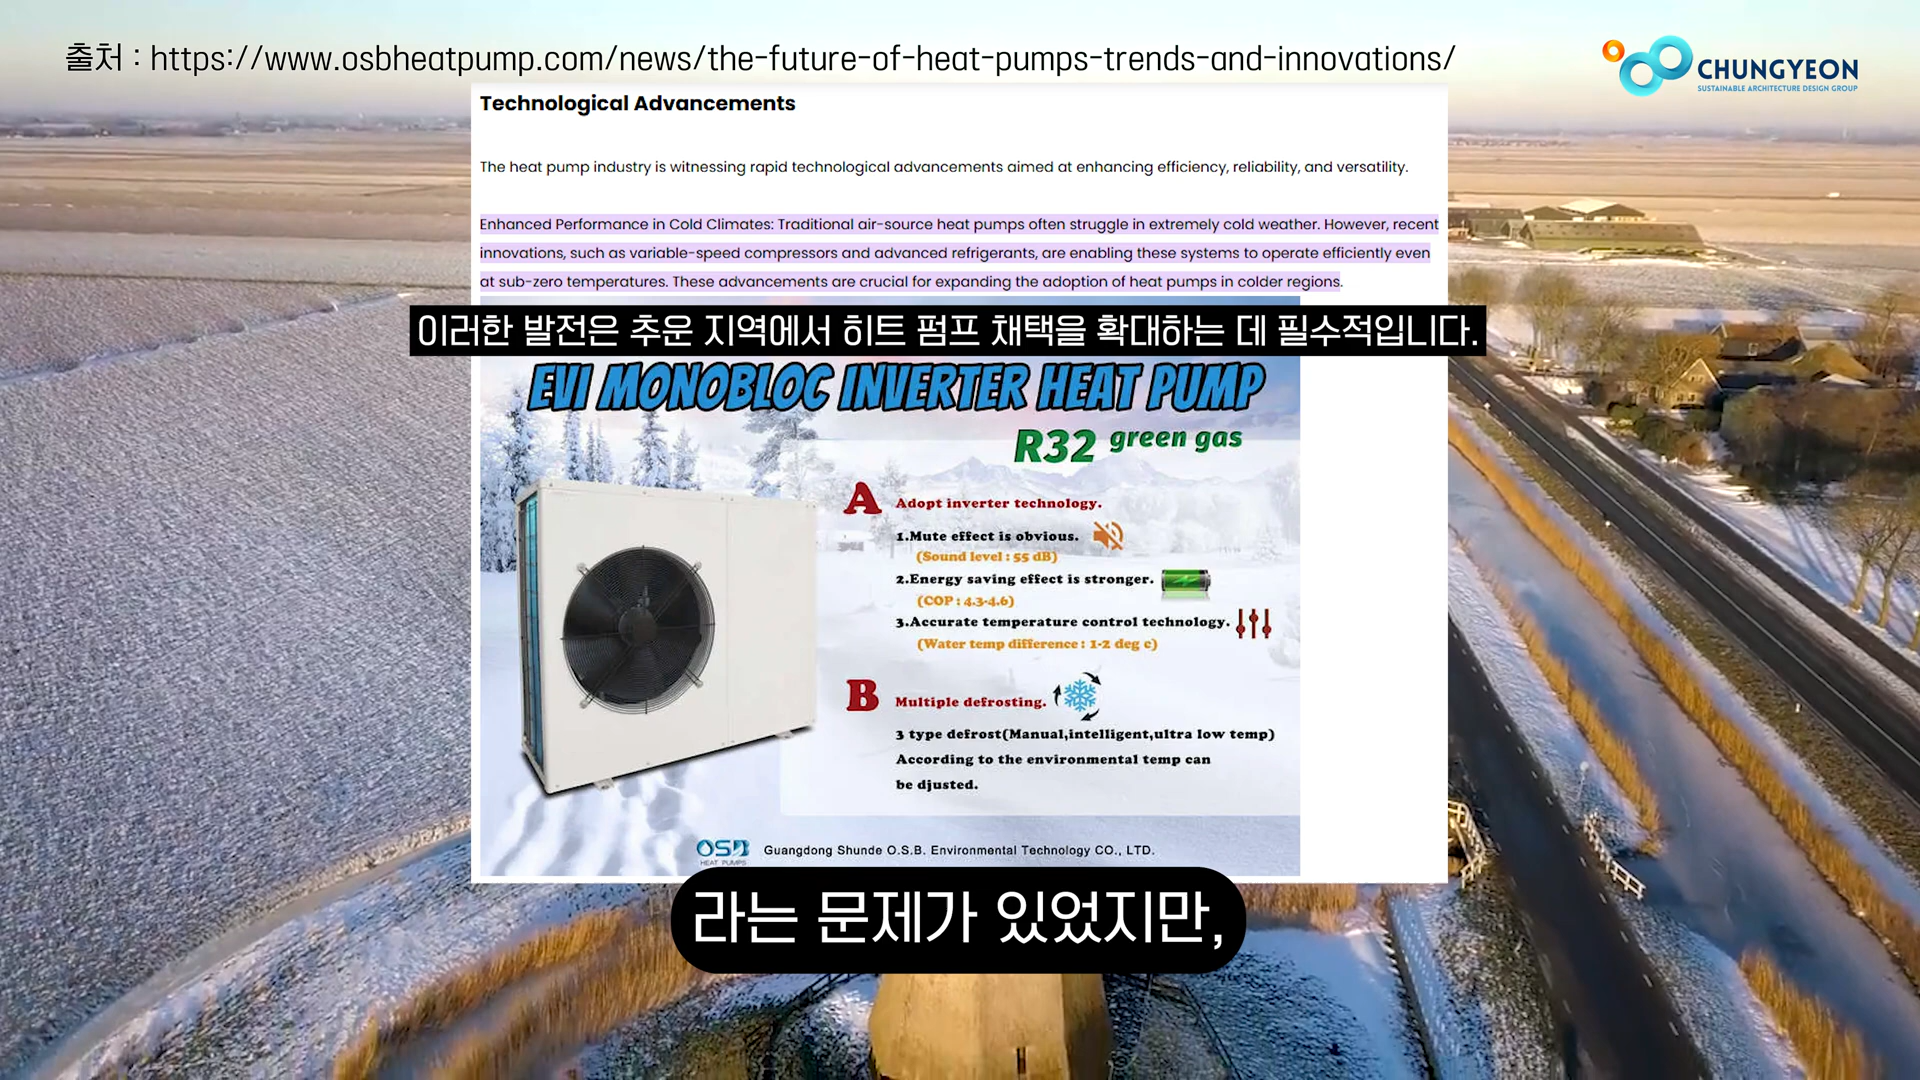 출처 : https://www.osbheatpump.com/news/the-future-of-heat-pumps-trends-and-innovations/
CHUNGYEON
SUSTAINABLE ARCHITECTURE DESIGN GROUP
Technological Advancements
The heat pump industry is witnessing rapid technological advancements aimed at enhancing efficiency, reliability, and versatility.
Enhanced Performance in Cold Climates: Traditional air-source heat pumps often struggle in extremely cold weather. However, recent
innovations, such as variable-speed compressors and advanced refrigerants, are enabling these systems to operate efficiently even
at sub-zero temperatures. These advancements are crucial for expanding the adoption of heat pumps in colder regions.
이러한 발전은 추운 지역에서 히트 펌프 채택을 확대하는 데 필수적입니다.
EVI MONOBLOC INVERTER HEAT PUMP
R32 green gas
A Adopt inverter technology.
1.Mute effect is obvious.
(Sound level : 55 dB)
2.Energy saving effect is stronger.
(COP : 4.3-4.6)
3.Accurate temperature control technology.
(Water temp difference : 1-2 deg c)
B Multiple defrosting.
3 type defrost(Manual,intelligent,ultra low temp)
According to the environmental temp can
be djusted.
OSB Guangdong Shunde O.S.B. Environmental Technology CO., LTD.
HEAT PUMPS
라는 문제가 있었지만,